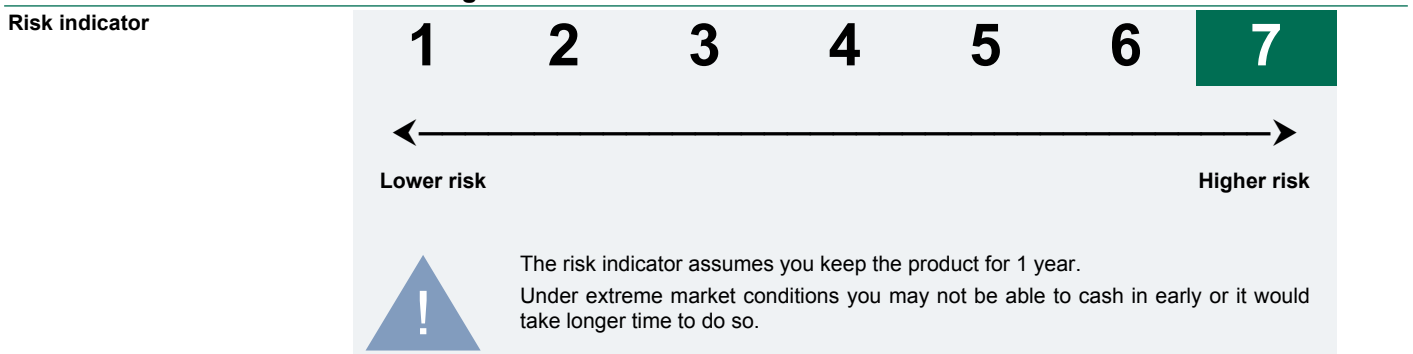 Risk indicator
1 2 3 4 5 6 7
Lower risk Higher risk
!
The risk indicator assumes you keep the product for 1 year.
Under extreme market conditions you may not be able to cash in early or it would
take longer time to do so.